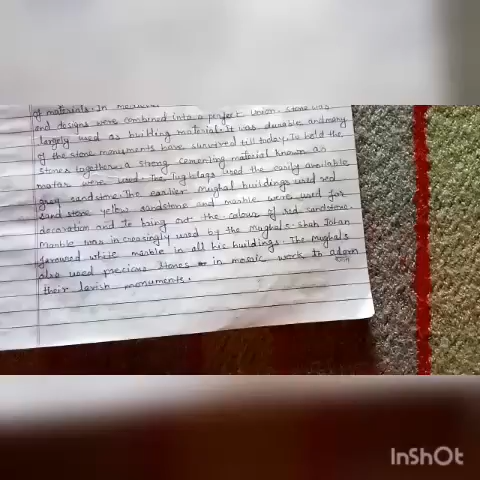 of materials. In
and designs were combined into a perfect union. Stone was
largely used as building materials. It was durable and many
of the stone monuments have survived till today. To hold the
stones together, a strong cementing material known as
motar were used. The Tughlaqs used the easily available
grey sandstone. The earlier Mughal buildings used red
sand stone yellow sandstone and marble were used for
decoration and to bring out the colour of red sandstone.
Marble was increasingly used by the mughals. Shah Jahan
favoured white marble in all his buildings. The Mughals
also used precious stones in mosaic work to adorn
their lavish monuments.
InShOt